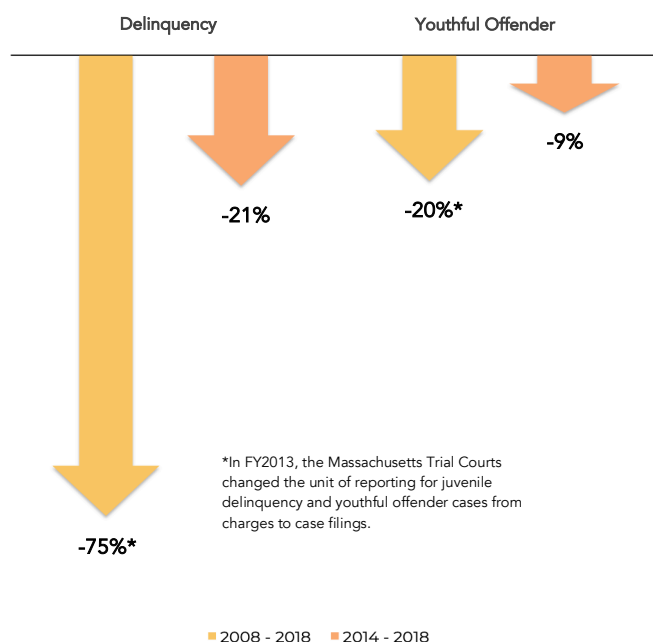 Delinquency
Youthful Offender
-9%
-21%
-20%*
*In FY2013, the Massachusetts Trial Courts
changed the unit of reporting for juvenile
delinquency and youthful offender cases from
charges to case filings.
-75%*
2008 - 2018
2014 - 2018